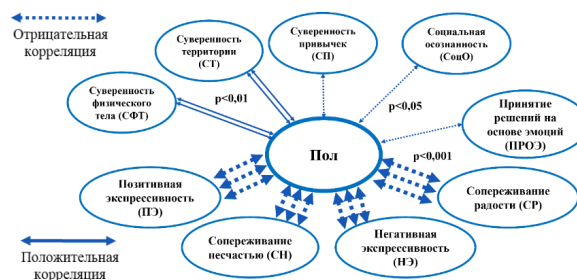 Отрицательная
корреляция
Суверенность
территории
(СТ)
Суверенность
привычек
(СП)
Социальная
осознанность
(СоцО)
Суверенность
физического
тела (СФТ)
p<0,01
p<0,05
Принятие
решений на
основе эмоций
(ПРОЭ)
Пол
p<0,001
Позитивная
экспрессивность
(ПЭ)
Сопереживание
радости (СР)
Сопереживание
несчастью (СН)
Негативная
экспрессивность
(НЭ)
Положительная
корреляция